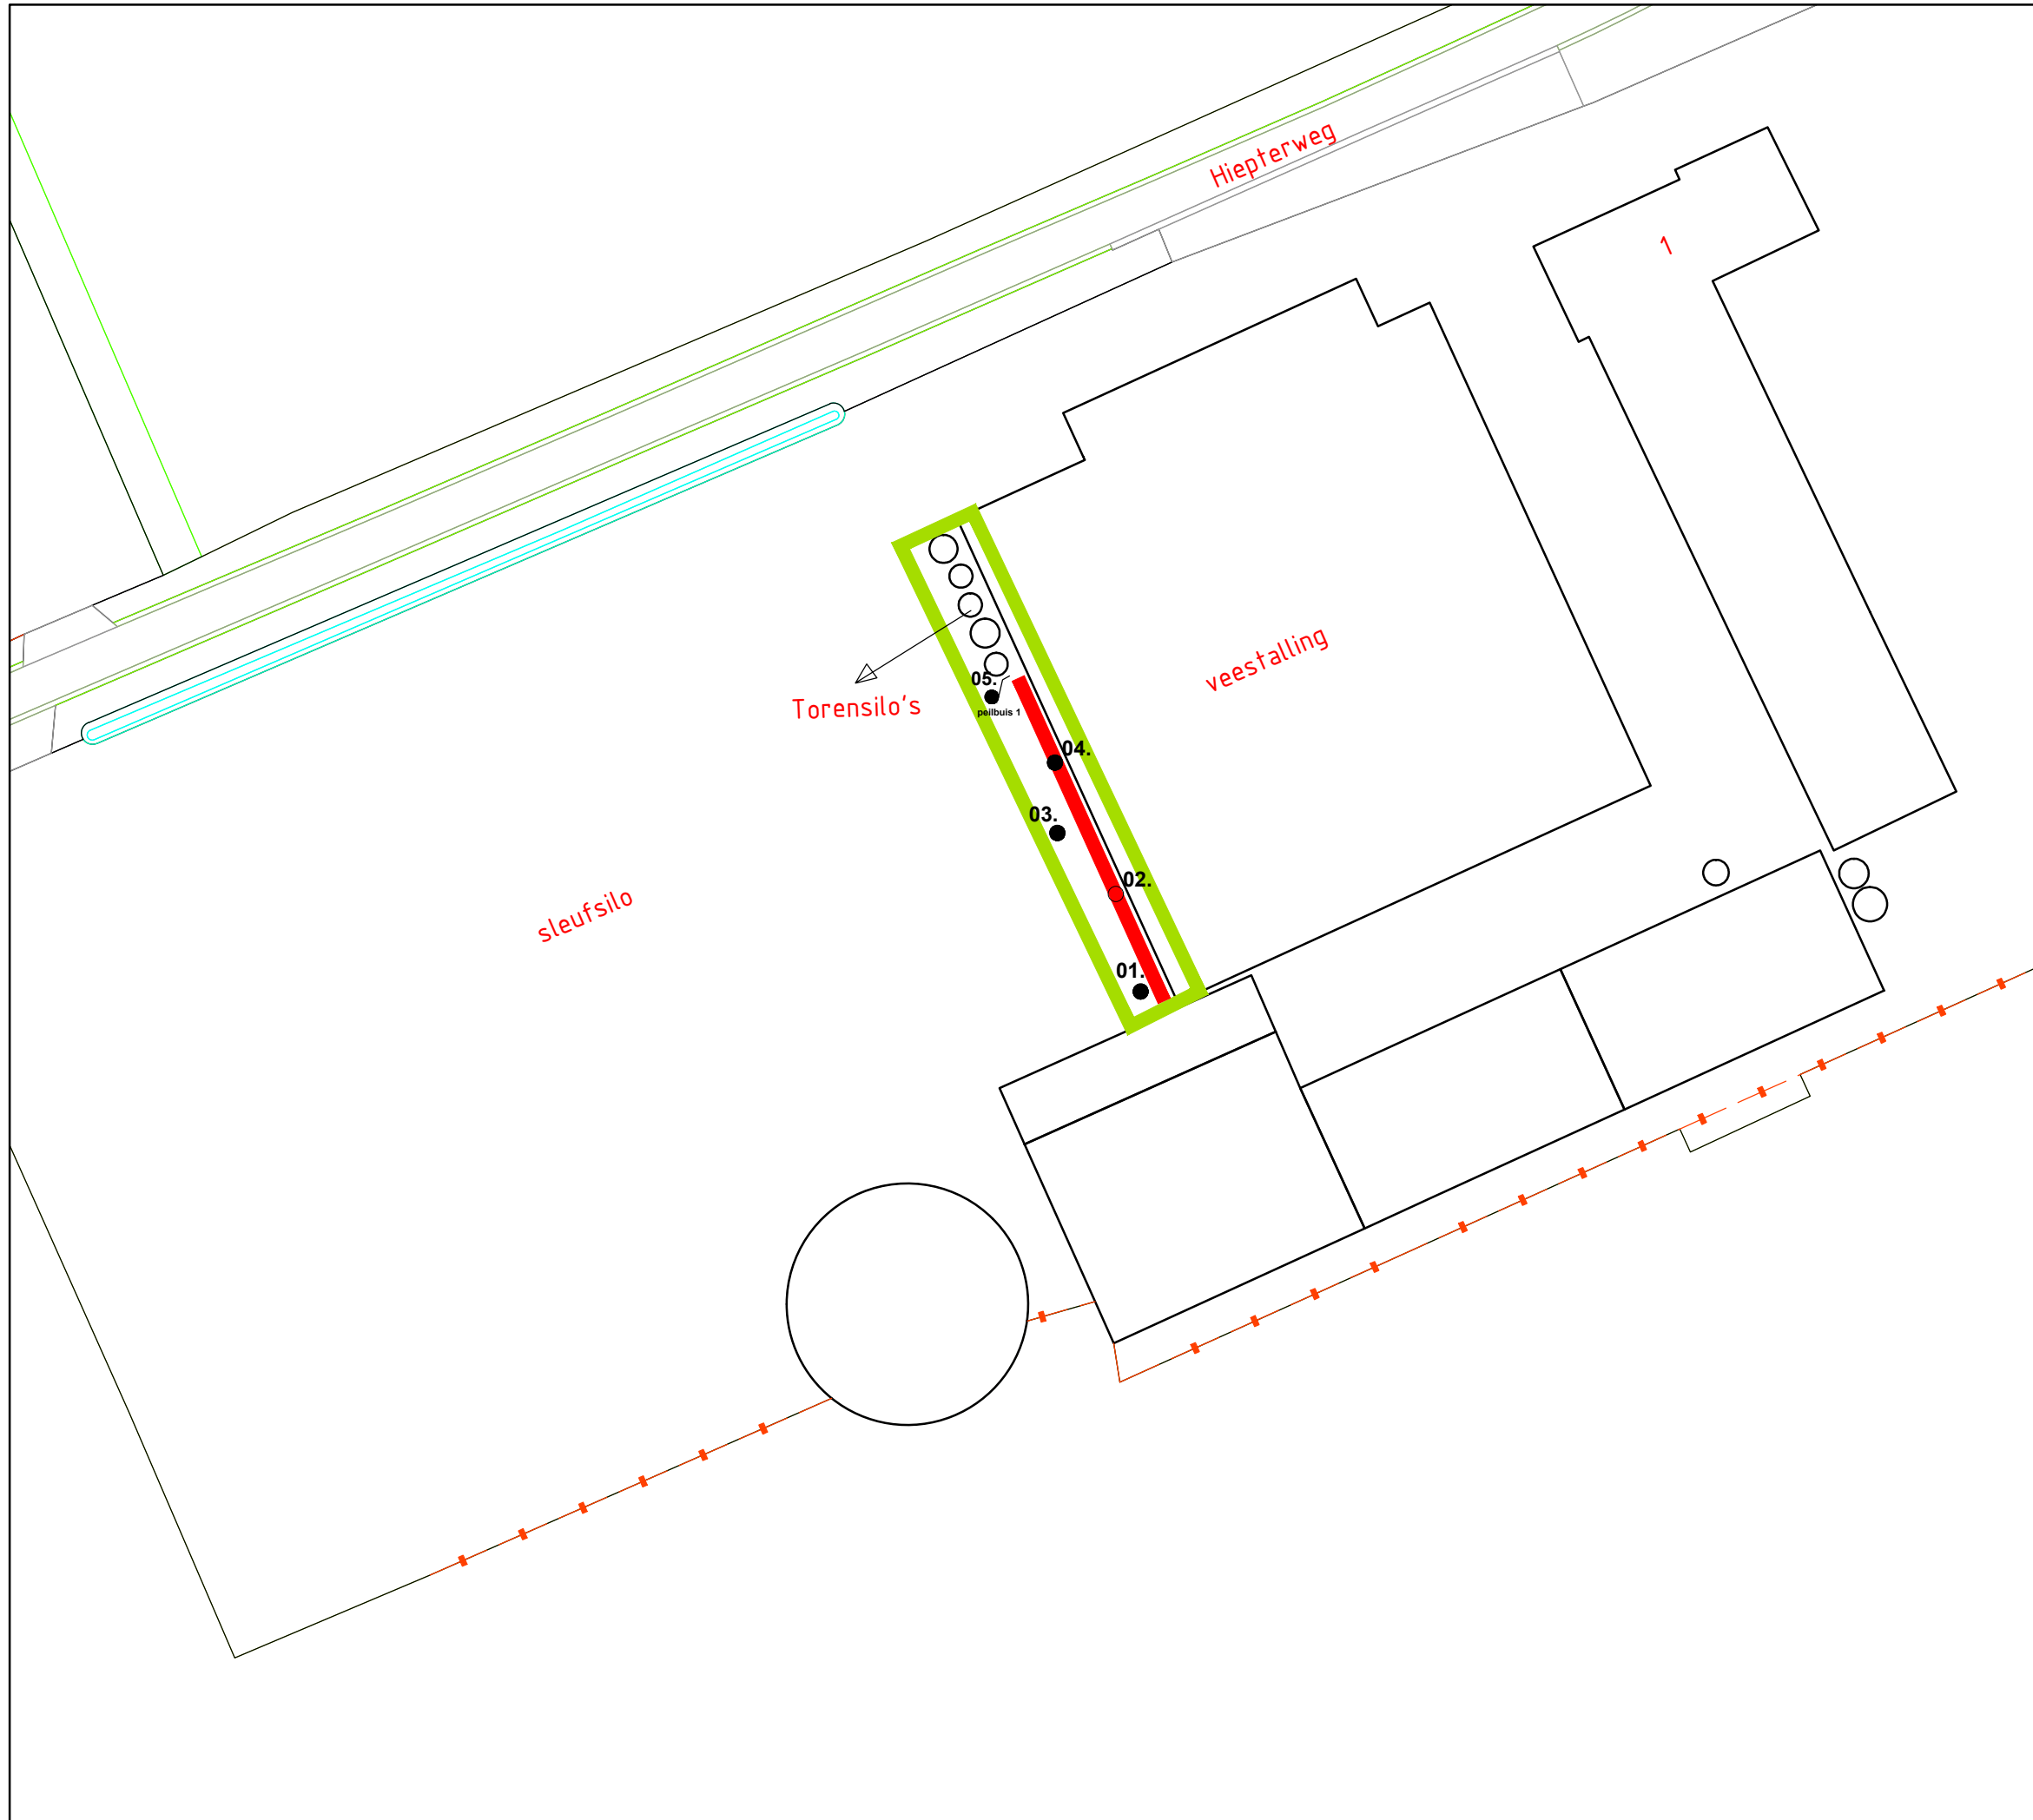 Hiepterweg
1
veestalling
Torensilo's
05.
peilbuis 1
04.
03.
02.
sleufsilo
01.